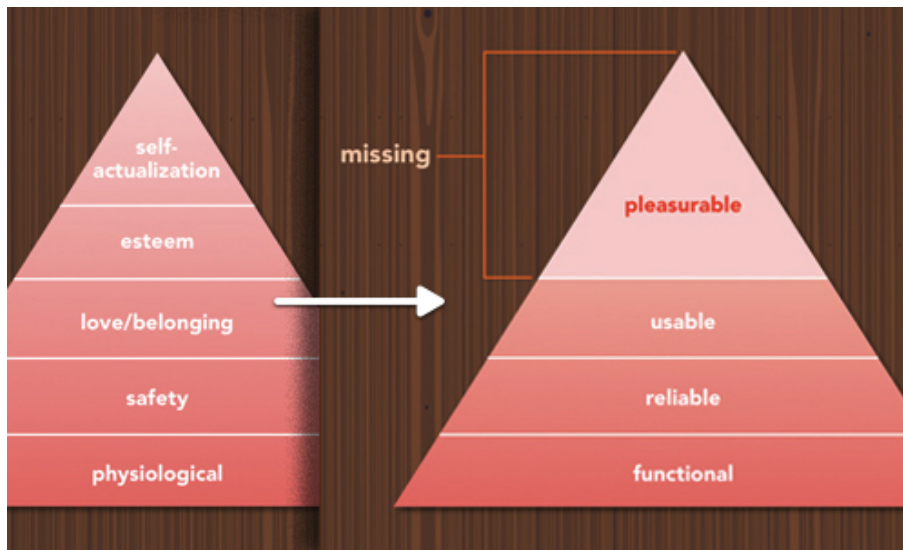 self-
actualization
esteem
love/belonging
safety
physiological
missing
pleasurable
usable
reliable
functional